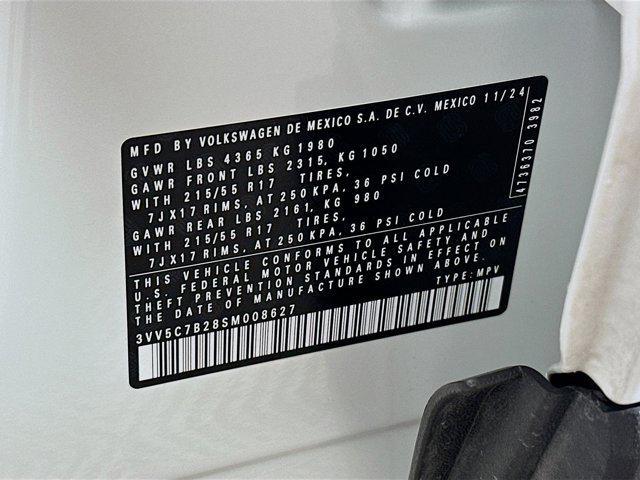 MFD BY VOLKSWAGEN DE MEXICO S.A. DE C.V. MEXICO 11/24
GVWR LBS 4365 KG 1980
GAWR FRONT LBS 2315, KG 1050
WITH 215/55 R17 TIRES,
7JX17 RIMS, AT 250 KPA, 36 PSI COLD
GAWR REAR LBS 2161, KG 980
WITH 215/55 R17 TIRES,
7JX17 RIMS, AT 250 KPA, 36 PSI COLD
THIS VEHICLE CONFORMS TO ALL APPLICABLE
U.S. FEDERAL MOTOR VEHICLE SAFETY AND
THEFT PREVENTION STANDARDS IN EFFECT ON
THE DATE OF MANUFACTURE SHOWN ABOVE.
3VV5C7B28SM008627 TYPE: MPV
4736370 3982